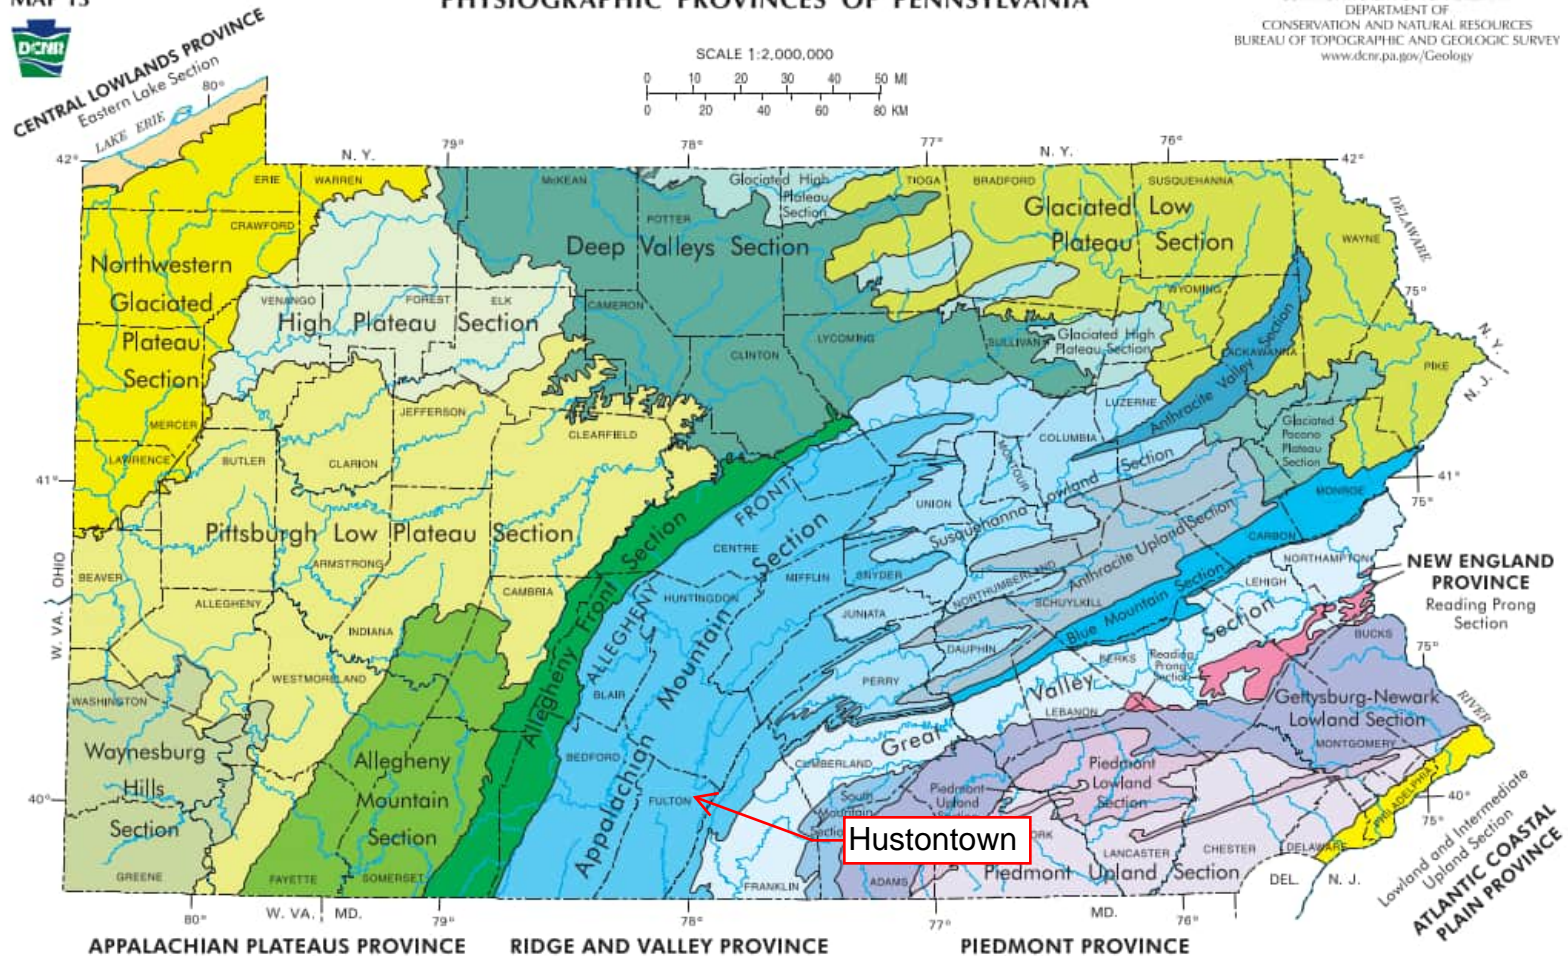 MAP 13
PHYSIOGRAPHIC PROVINCES OF PENNSYLVANIA
DEPARTMENT OF
CONSERVATION AND NATURAL RESOURCES
BUREAU OF TOPOGRAPHIC AND GEOLOGIC SURVEY
www.dcnr.pa.gov/Geology
DCNR
SCALE 1:2,000,000
0 10 20 30 40 50 MI
0 20 40 60 80 KM
CENTRAL LOWLANDS PROVINCE
Eastern Lake Section
80°
LAKE ERIE
42°
N. Y.
79°
78°
77°
N. Y.
76°
42°
ERIE
WARREN
McKEAN
Glaciated High
Plateau
Section
TIOGA
BRADFORD
SUSQUEHANNA
CRAWFORD
POTTER
Deep Valleys Section
Glaciated Low
Plateau Section
WAYNE
DELAWARE
Northwestern
Glaciated
Plateau
Section
VENANGO
FOREST
ELK
High Plateau Section
CAMERON
WYOMING
75°
CLINTON
LYCOMING
SULLIVAN
Glaciated High
Plateau Section
LACKAWANNA
PIKE
N. Y.
N. J.
MERCER
JEFFERSON
CLEARFIELD
LUZERNE
Anthracite Valley Section
Glaciated
Pocono
Plateau
Section
COLUMBIA
MONTOUR
LAWRENCE
BUTLER
CLARION
41°
41°
75°
MONROE
UNION
Susquehanna Lowland Section
Pittsburgh Low Plateau Section
Allegheny Front Section
ALLEGHENY FRONT
CENTRE
Appalachian Mountain Section
MIFFLIN
SNYDER
NORTHUMBERLAND
Anthracite Upland Section
CARBON
NORTHAMPTON
OHIO
W. VA.
BEAVER
ARMSTRONG
ALLEGHENY
INDIANA
CAMBRIA
HUNTINGDON
JUNIATA
SCHUYLKILL
LEHIGH
NEW ENGLAND
PROVINCE
Reading Prong
Section
Blue Mountain Section
BUCKS
75°
DAUPHIN
BERKS
Reading
Prong
Section
WESTMORELAND
BLAIR
PERRY
Great Valley Section
LEBANON
Gettysburg-Newark
Lowland Section
RIVER
WASHINGTON
Waynesburg
Hills
Section
Allegheny
Mountain
Section
BEDFORD
CUMBERLAND
MONTGOMERY
Piedmont
Lowland
Section
40°
FULTON
South
Mountain
Section
Piedmont
Upland
PHILADELPHIA
40°
75°
Hustontown
ORK
LANCASTER
CHESTER
DELAWARE
GREENE
FAYETTE
SOMERSET
FRANKLIN
ADAMS
Piedmont Upland Section
DEL.
N. J.
Lowland and Intermediate
Upland Section
ATLANTIC COASTAL
PLAIN PROVINCE
80°
W. VA.
MD.
79°
78°
77°
MD.
76°
APPALACHIAN PLATEAUS PROVINCE
RIDGE AND VALLEY PROVINCE
PIEDMONT PROVINCE